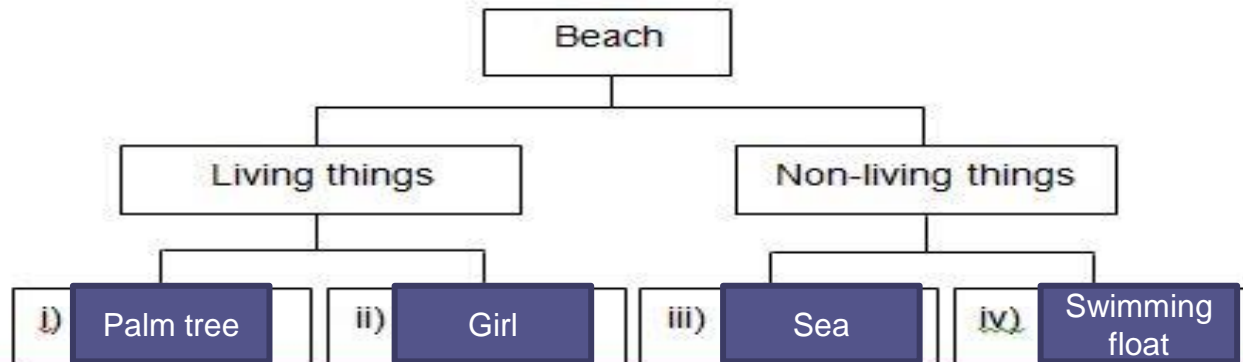 Beach
Living things
Non-living things
i) Palm tree
ii) Girl
iii) Sea
iv) Swimming
float